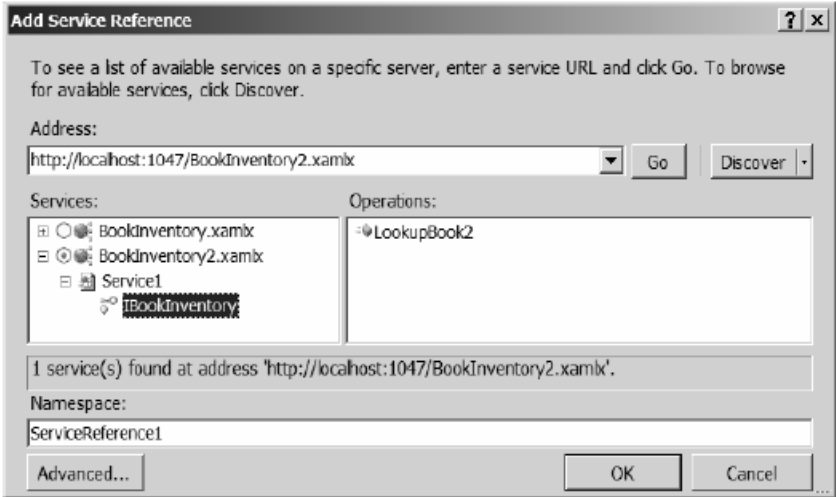 Add Service Reference
To see a list of available services on a specific server, enter a service URL and click Go. To browse
for available services, click Discover.
Address:
http://localhost:1047/BookInventory2.xamlx
Go
Discover
Services:
Operations:
BookInventory.xamlx
BookInventory2.xamlx
Service1
IBookInventory
LookupBook2
1 service(s) found at address 'http://localhost:1047/BookInventory2.xamlx'.
Namespace:
ServiceReference1
Advanced...
OK
Cancel